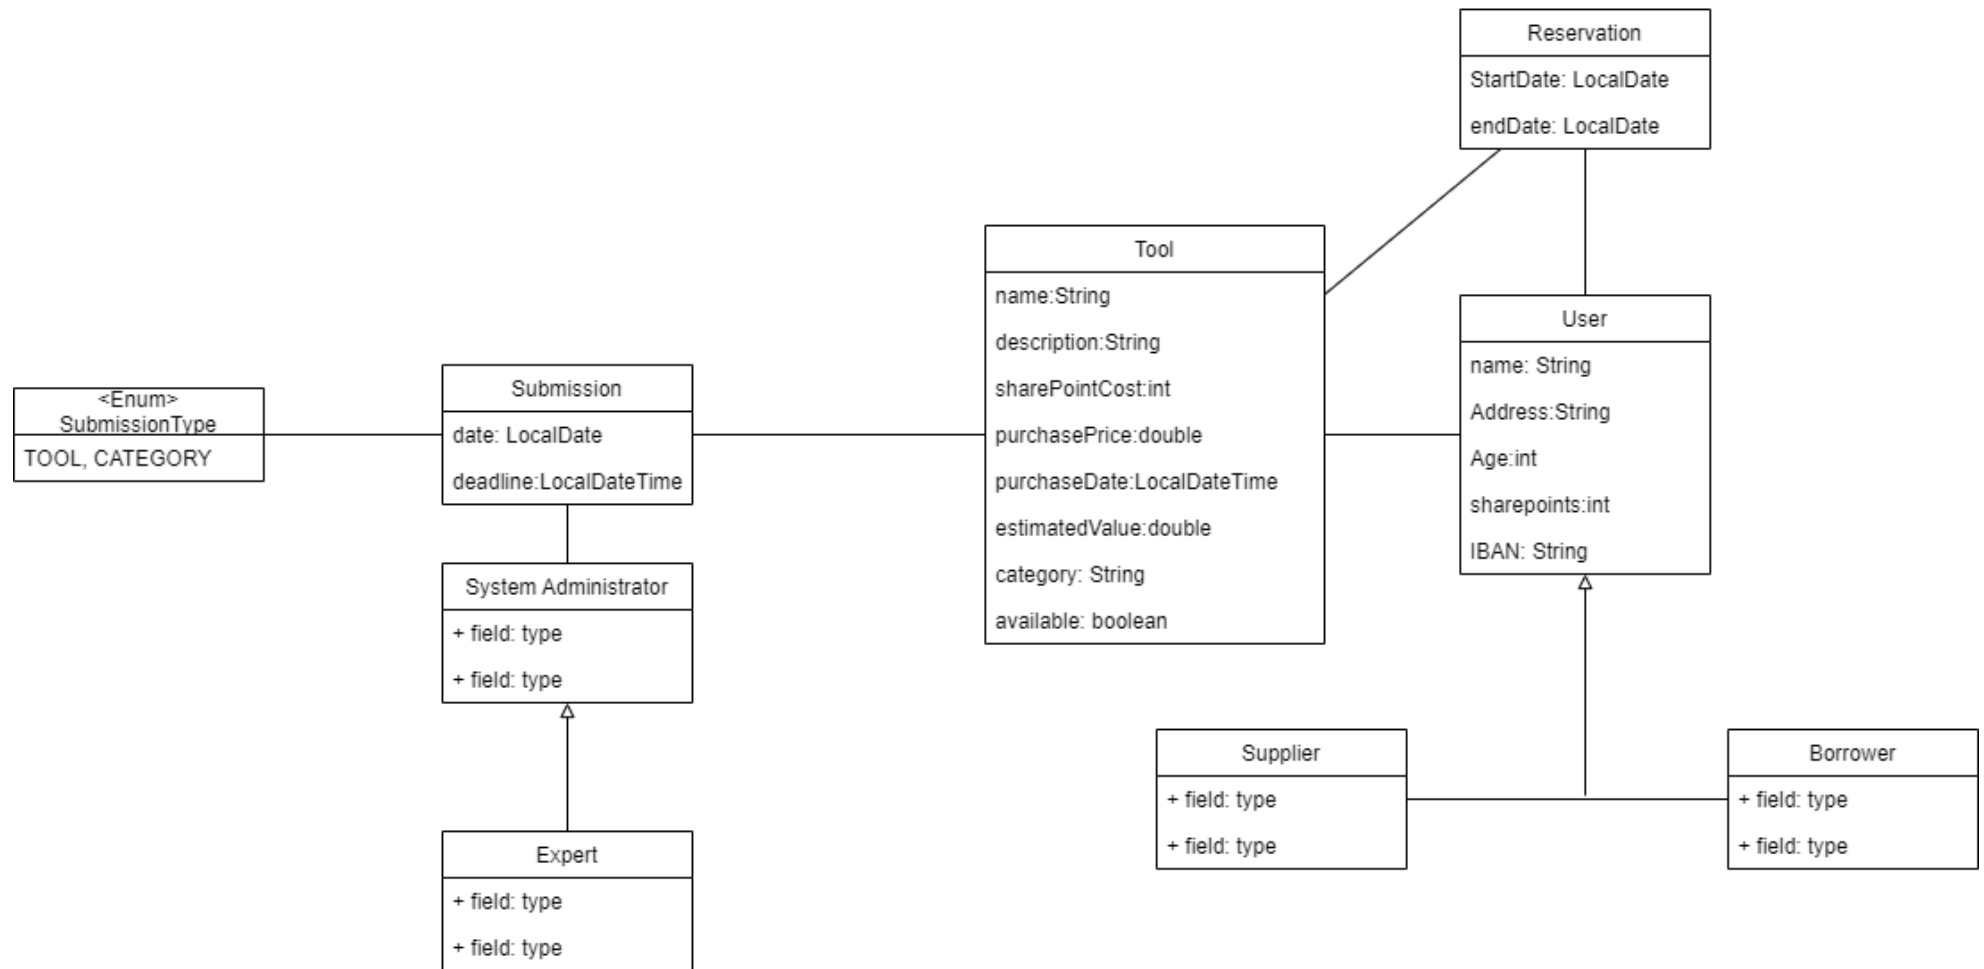 Reservation
StartDate: LocalDate
endDate: LocalDate
Tool
name:String
description:String
sharePointCost:int
purchasePrice:double
purchaseDate:LocalDateTime
estimatedValue:double
category: String
available: boolean
User
name: String
Address:String
Age:int
sharepoints:int
IBAN: String
<Enum>
SubmissionType
TOOL, CATEGORY
Submission
date: LocalDate
deadline:LocalDateTime
System Administrator
+ field: type
+ field: type
Supplier
+ field: type
+ field: type
Borrower
+ field: type
+ field: type
Expert
+ field: type
+ field: type